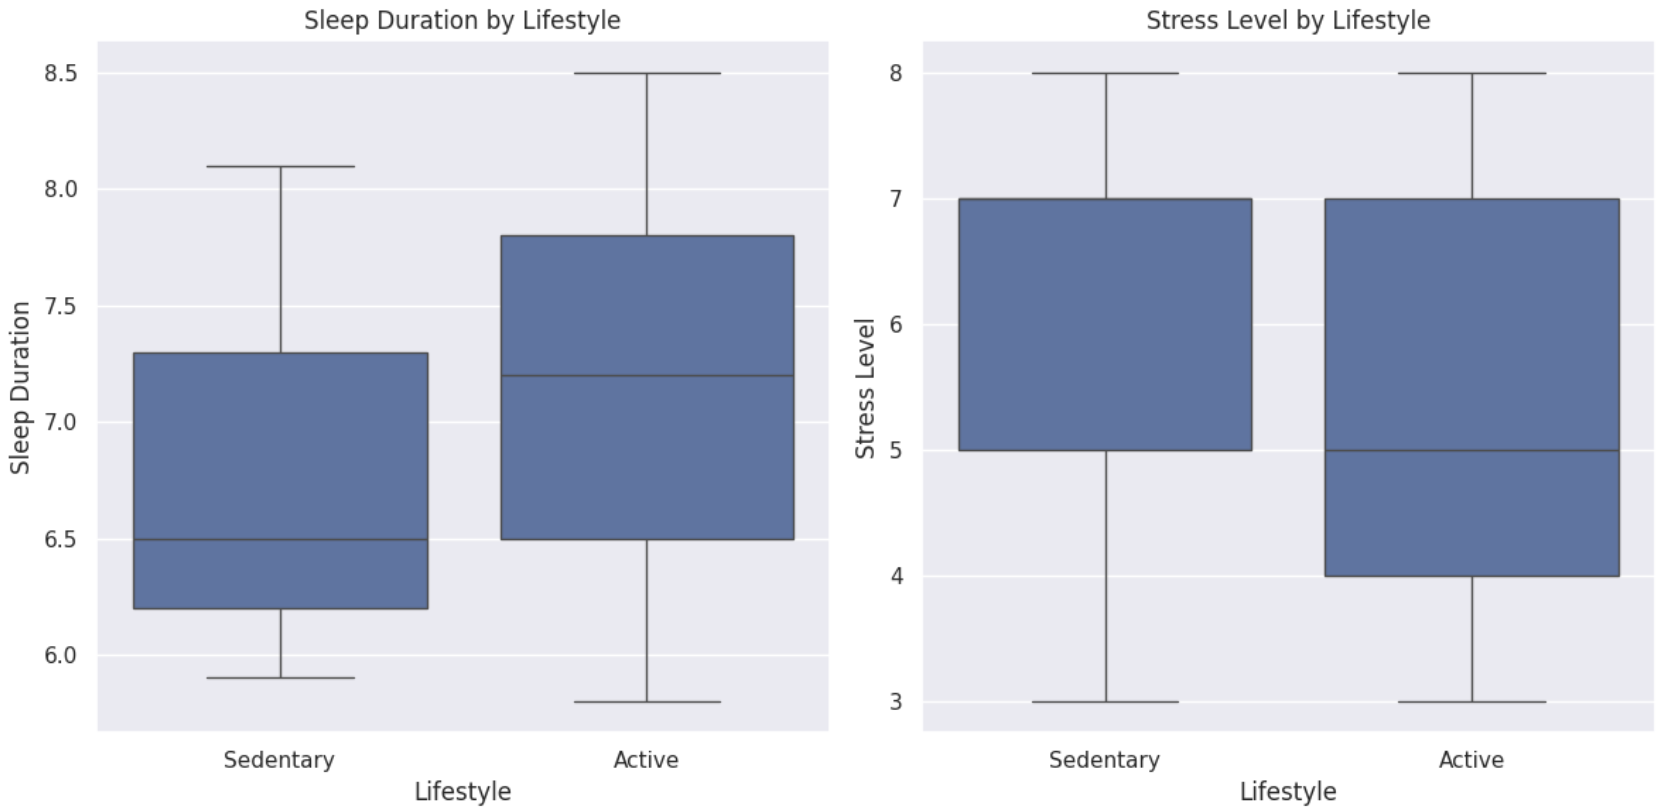 Sleep Duration by Lifestyle
8.5
8.0
7.5
7.0
6.5
6.0
Sleep Duration
Sedentary Active
Lifestyle
Stress Level by Lifestyle
8
7
6
5
4
3
Stress Level
Sedentary Active
Lifestyle